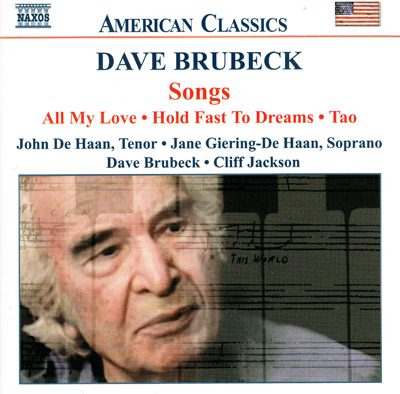 NAXOS
AMERICAN CLASSICS
DAVE BRUBECK
Songs
All My Love • Hold Fast To Dreams • Tao
John De Haan, Tenor • Jane Giering-De Haan, Soprano
Dave Brubeck • Cliff Jackson
THIS WORLD